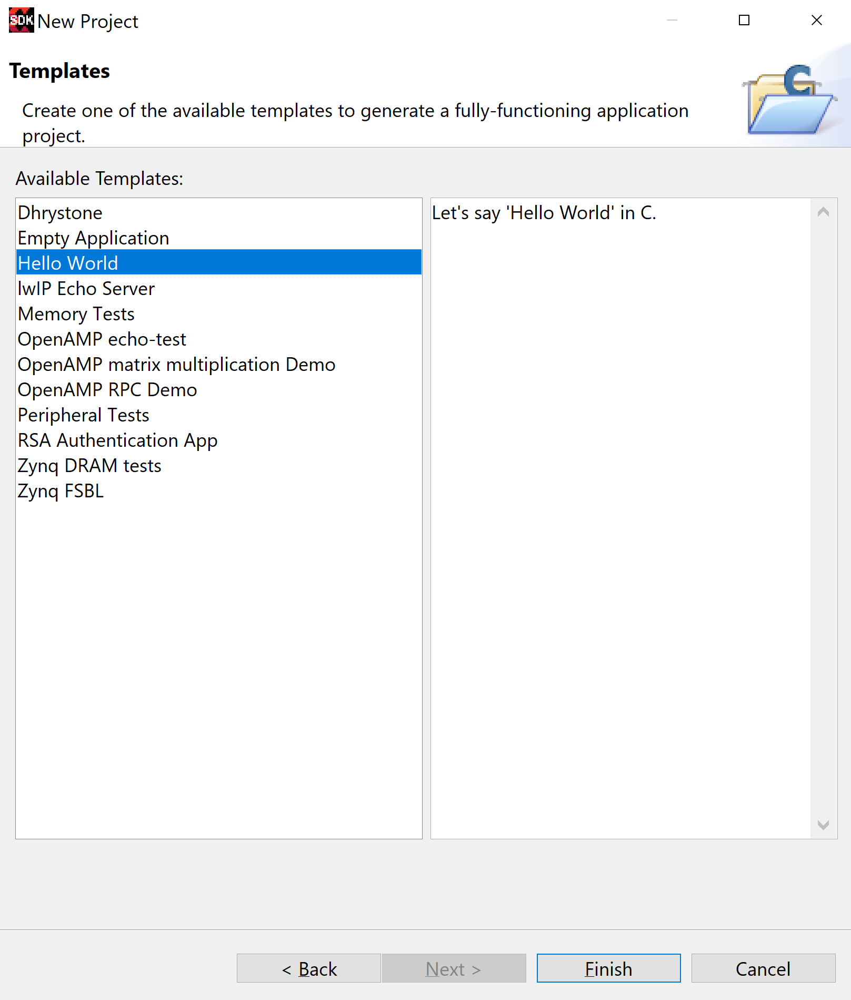 SDK New Project
Templates
Create one of the available templates to generate a fully-functioning application
project.
C
Available Templates:
Dhrystone
Empty Application
Hello World
lwIP Echo Server
Memory Tests
OpenAMP echo-test
OpenAMP matrix multiplication Demo
OpenAMP RPC Demo
Peripheral Tests
RSA Authentication App
Zynq DRAM tests
Zynq FSBL
Let's say 'Hello World' in C.
< Back
Next >
Finish
Cancel